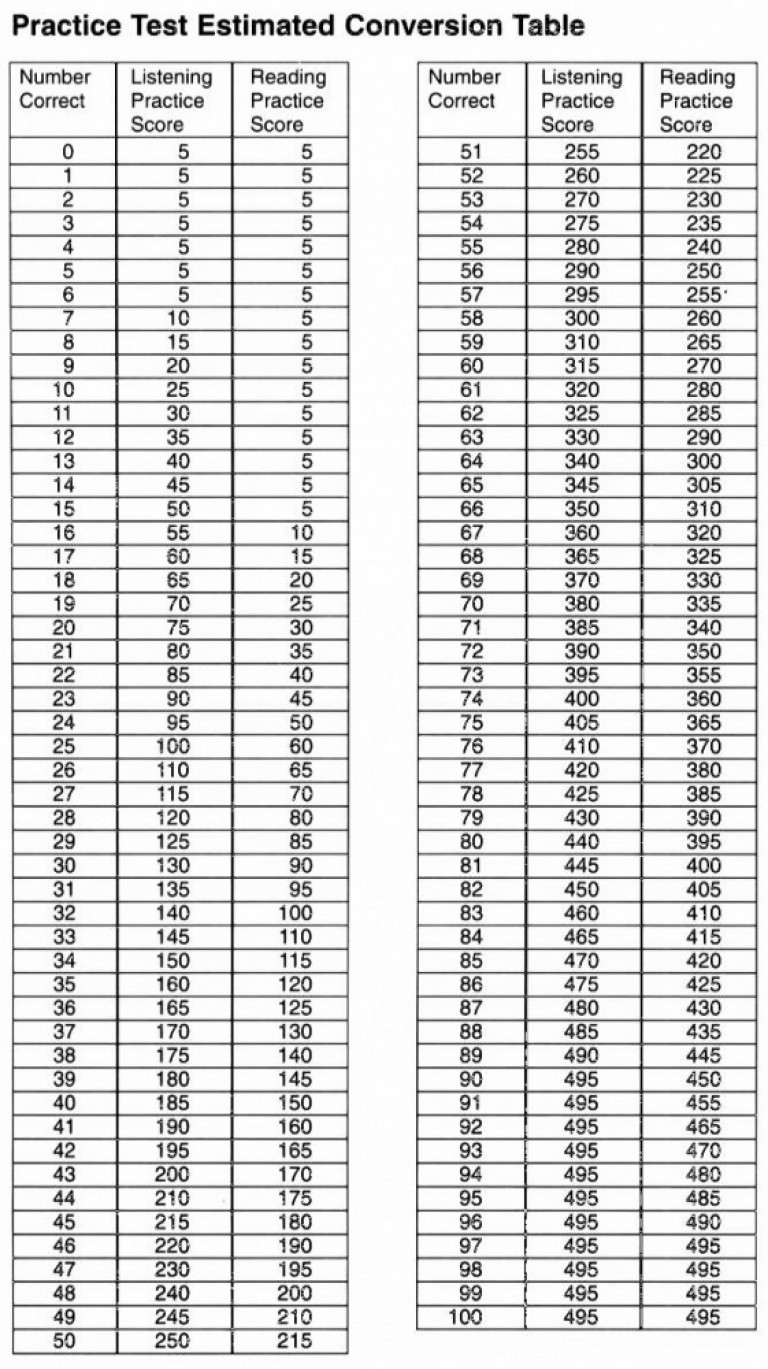 Practice Test Estimated Conversion Table
Number Correct Listening Practice Score Reading Practice Score
0 5 5
1 5 5
2 5 5
3 5 5
4 5 5
5 5 5
6 5 5
7 10 5
8 15 5
9 20 5
10 25 5
11 30 5
12 35 5
13 40 5
14 45 5
15 50 5
16 55 10
17 60 15
18 65 20
19 70 25
20 75 30
21 80 35
22 85 40
23 90 45
24 95 50
25 100 60
26 110 65
27 115 70
28 120 80
29 125 85
30 130 90
31 135 95
32 140 100
33 145 110
34 150 115
35 160 120
36 165 125
37 170 130
38 175 140
39 180 145
40 185 150
41 190 160
42 195 165
43 200 170
44 210 175
45 215 180
46 220 190
47 230 195
48 240 200
49 245 210
50 250 215
Number Correct Listening Practice Score Reading Practice Score
51 255 220
52 260 225
53 270 230
54 275 235
55 280 240
56 290 250
57 295 255
58 300 260
59 310 265
60 315 270
61 320 280
62 325 285
63 330 290
64 340 300
65 345 305
66 350 310
67 360 320
68 365 325
69 370 330
70 380 335
71 385 340
72 390 350
73 395 355
74 400 360
75 405 365
76 410 370
77 420 380
78 425 385
79 430 390
80 440 395
81 445 400
82 450 405
83 460 410
84 465 415
85 470 420
86 475 425
87 480 430
88 485 435
89 490 445
90 495 450
91 495 455
92 495 465
93 495 470
94 495 480
95 495 485
96 495 490
97 495 495
98 495 495
99 495 495
100 495 495